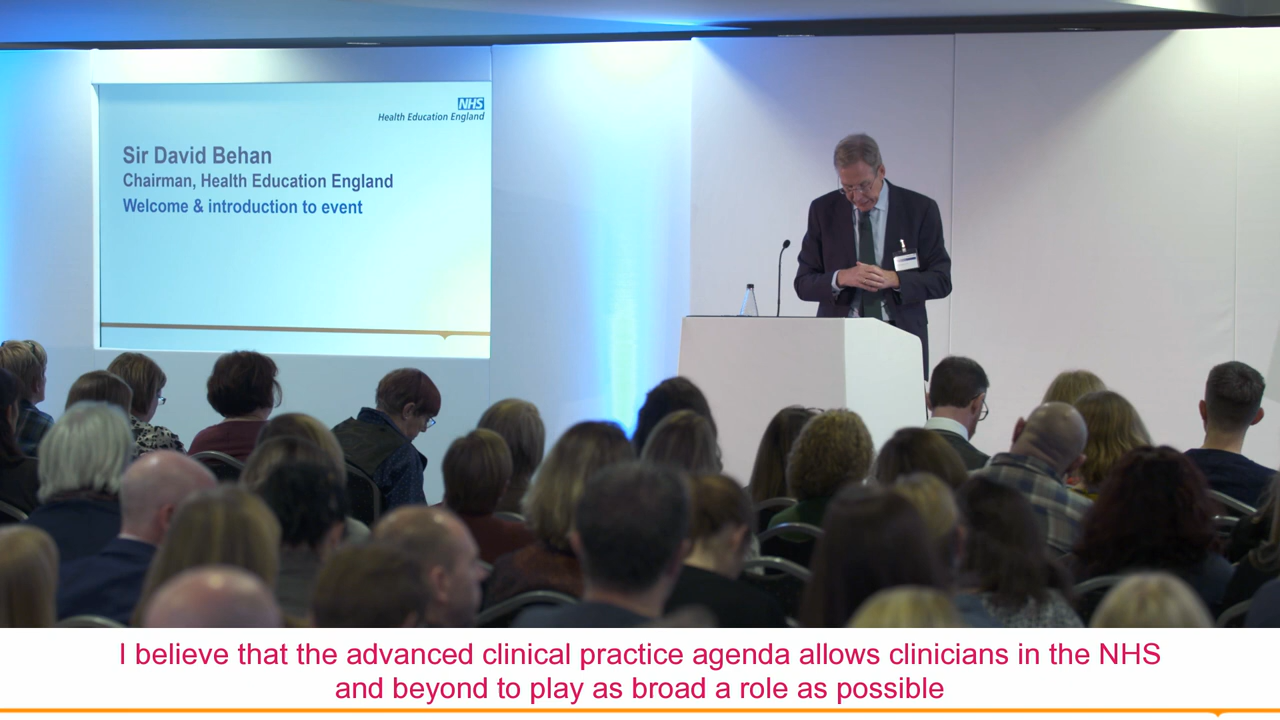 NHS
Health Education England
Sir David Behan
Chairman, Health Education England
Welcome & introduction to event
I believe that the advanced clinical practice agenda allows clinicians in the NHS
and beyond to play as broad a role as possible